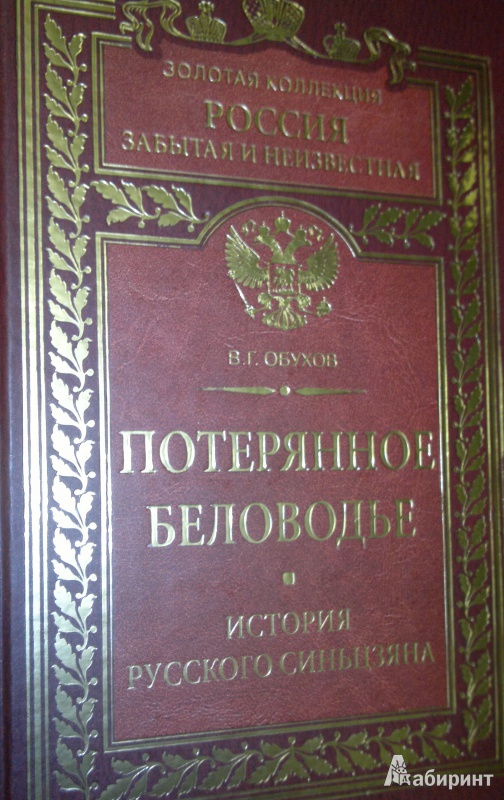 ЗОЛОТАЯ КОЛЛЕКЦИЯ
РОССИЯ
ЗАБЫТАЯ И НЕИЗВЕСТНАЯ
В.Г. ОБУХОВ
ПОТЕРЯННОЕ
БЕЛОВОДЬЕ
ИСТОРИЯ
РУССКОГО СИНЬЦЗЯНА
Лабиринт